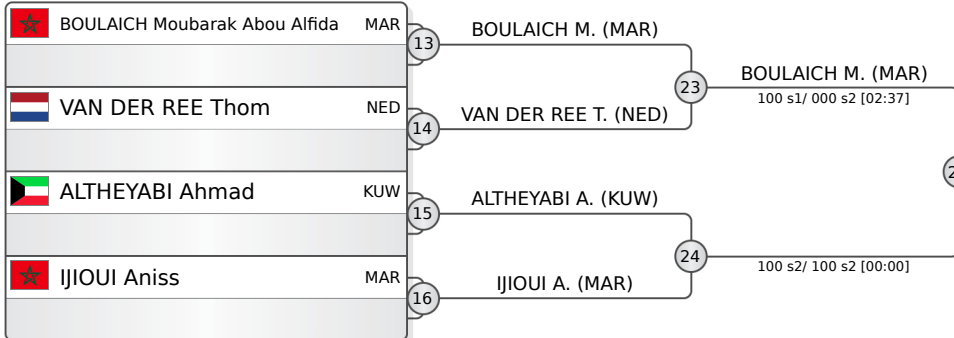 BOULAICH Moubarak Abou Alfida MAR
13
BOULAICH M. (MAR)
VAN DER REE Thom NED
14
VAN DER REE T. (NED)
23
BOULAICH M. (MAR)
100 s1/ 000 s2 [02:37]
ALTHEYABI Ahmad KUW
15
ALTHEYABI A. (KUW)
IJIOUI Aniss MAR
16
IJIOUI A. (MAR)
24
100 s2/ 100 s2 [00:00]